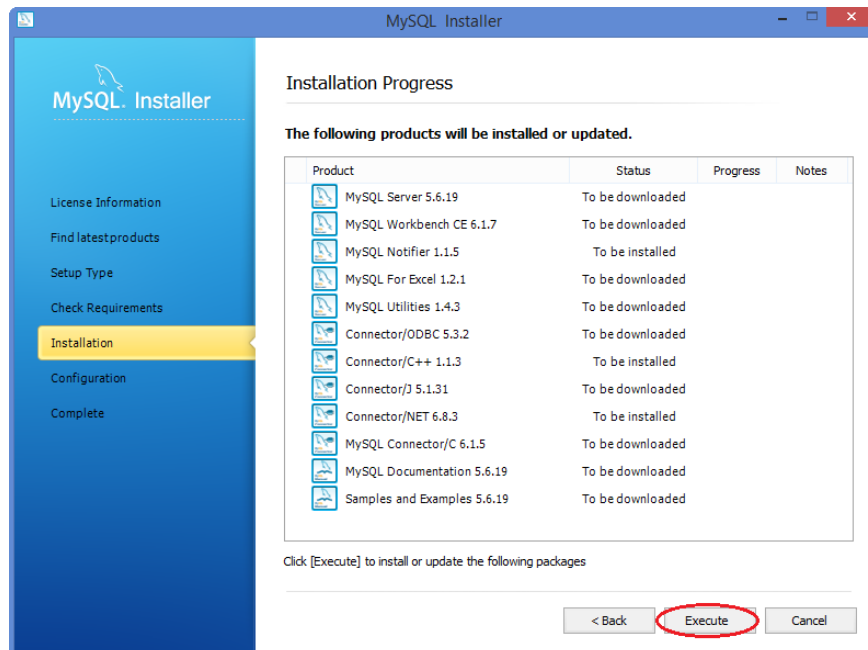 MySQL Installer
MySQL. Installer
License Information
Find latest products
Setup Type
Check Requirements
Installation
Configuration
Complete
Installation Progress
The following products will be installed or updated.
Product Status Progress Notes
MySQL Server 5.6.19 To be downloaded
MySQL Workbench CE 6.1.7 To be downloaded
MySQL Notifier 1.1.5 To be installed
MySQL For Excel 1.2.1 To be downloaded
MySQL Utilities 1.4.3 To be downloaded
Connector/ODBC 5.3.2 To be downloaded
Connector/C++ 1.1.3 To be installed
Connector/J 5.1.31 To be downloaded
Connector/NET 6.8.3 To be installed
MySQL Connector/C 6.1.5 To be downloaded
MySQL Documentation 5.6.19 To be downloaded
Samples and Examples 5.6.19 To be downloaded
Click [Execute] to install or update the following packages
< Back Execute Cancel